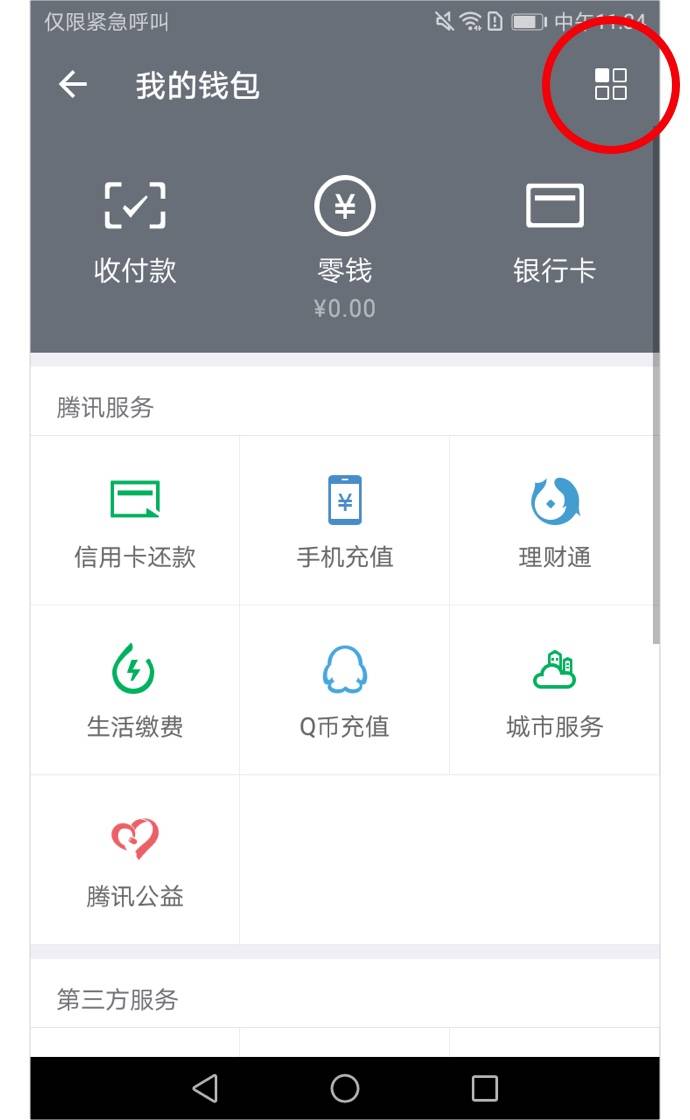 仅限紧急呼叫
中午11:04
我的钱包
收付款 零钱 银行卡
¥0.00
腾讯服务
信用卡还款 手机充值 理财通
生活缴费 Q币充值 城市服务
腾讯公益
第三方服务